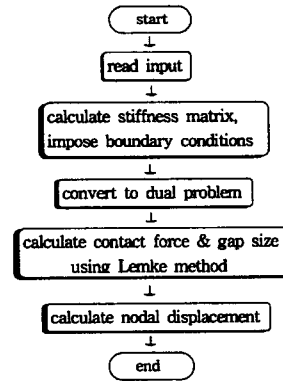 start
read input
calculate stiffness matrix,
impose boundary conditions
convert to dual problem
calculate contact force & gap size
using Lemke method
calculate nodal displacement
end